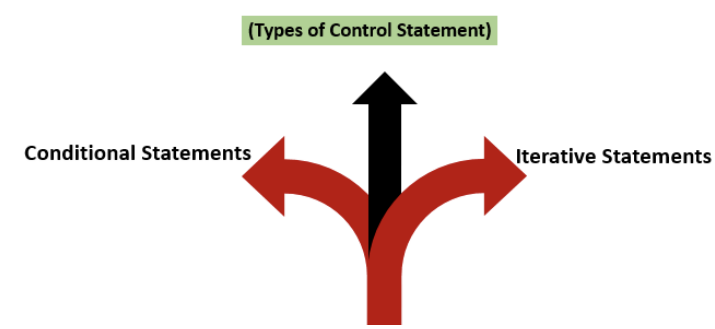 (Types of Control Statement)
Conditional Statements
Iterative Statements